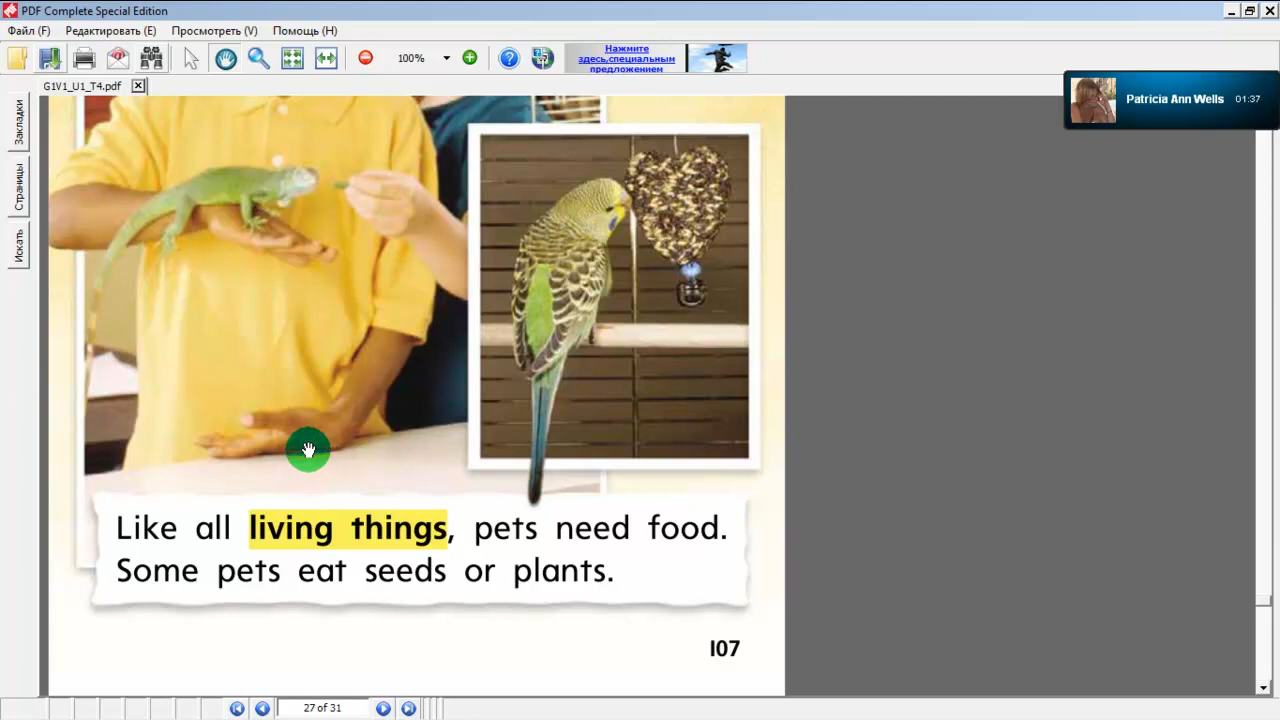 PDF Complete Special Edition
Файл (F) Редактировать (E) Просмотреть (V) Помощь (H)
100%
Нажмите
здесь,специальным
предложением
G1V1_U1_T4.pdf
Patricia Ann Wells 01:37
Закладки
Страницы
Искать
Like all living things, pets need food.
Some pets eat seeds or plants.
107
27 of 31